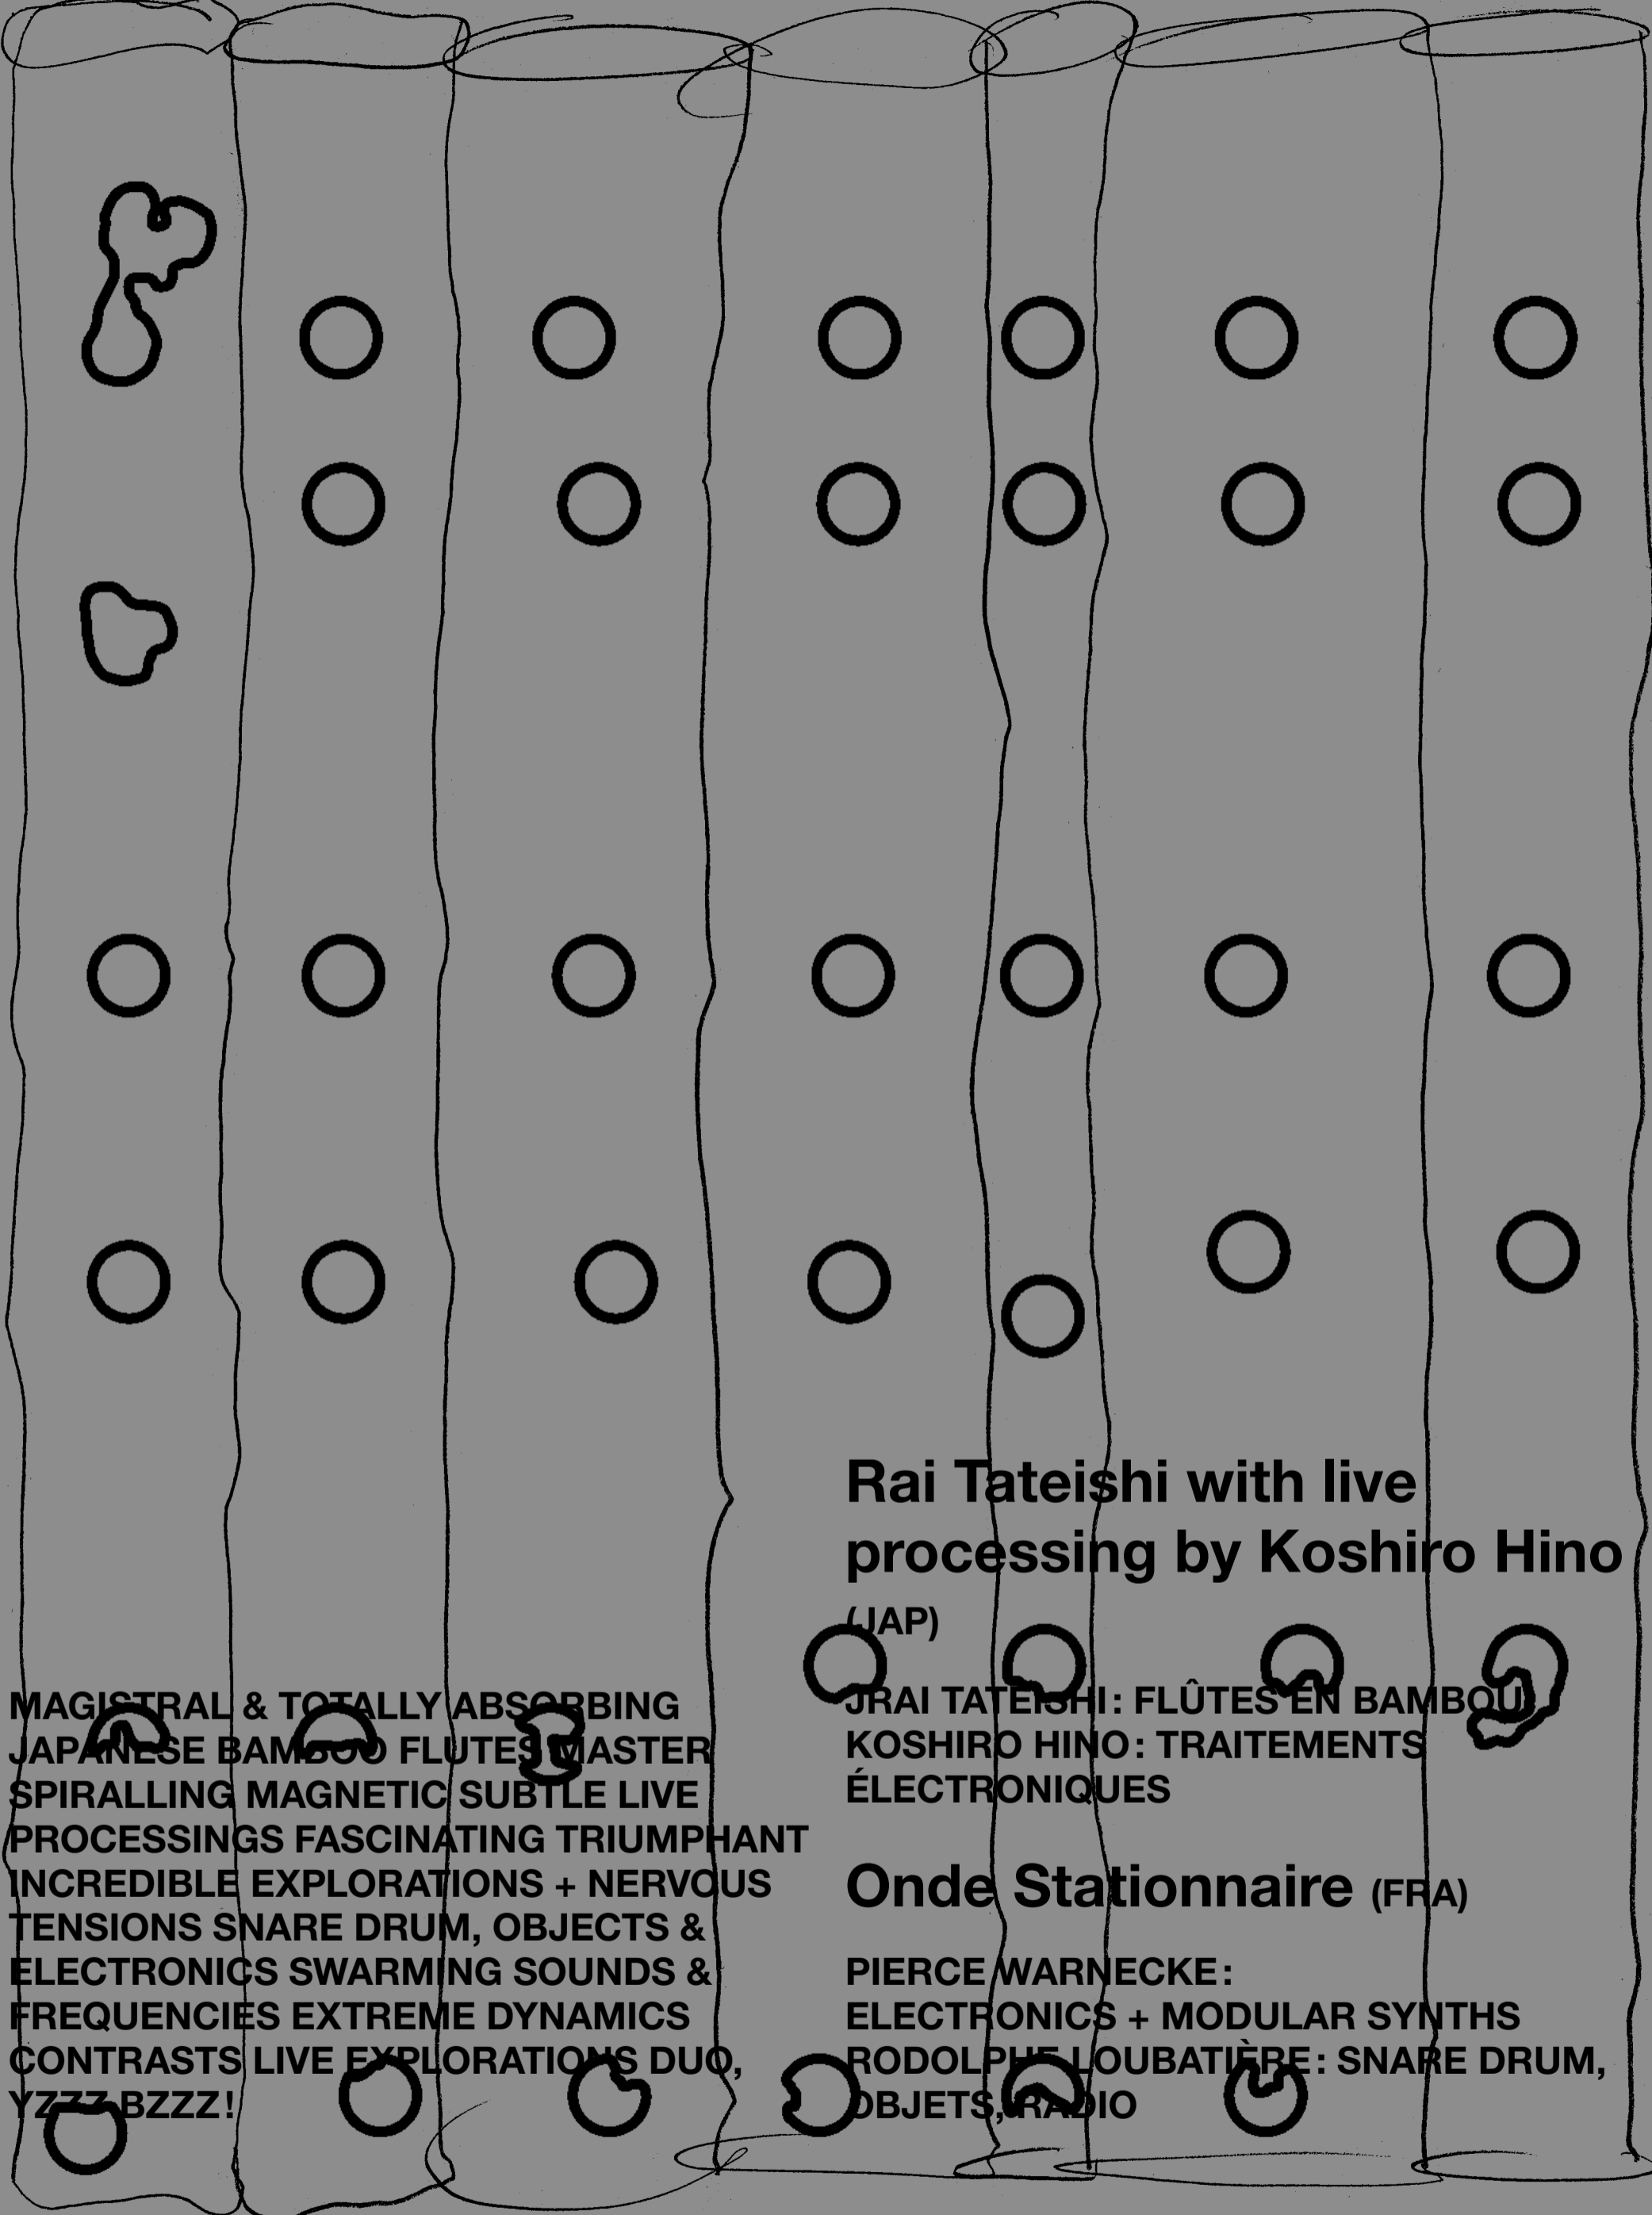 Rai Tateishi with live
processing by Koshiro Hino
(JAP)
JRAI TATEISHI: FLÛTES EN BAMBOU
KOSHIRO HINO: TRAITEMENTS
ÉLECTRONIQUES
Onde Stationnaire (FRA)
PIERCE WARNECKE:
ELECTRONICS + MODULAR SYNTHS
RODOLPHE LOUBATIÈRE: SNARE DRUM,
OBJETS, RADIO
MAGISTRAL & TOTALLY ABSORBING
JAPANESE BAMBOO FLUTES MASTER
SPIRALLING MAGNETIC SUBTLE LIVE
PROCESSINGS FASCINATING TRIUMPHANT
INCREDIBLE EXPLORATIONS + NERVOUS
TENSIONS SNARE DRUM, OBJECTS &
ELECTRONICS SWARMING SOUNDS &
FREQUENCIES EXTREME DYNAMICS
CONTRASTS LIVE EXPLORATIONS DUO,
YZZZ BZZZ!